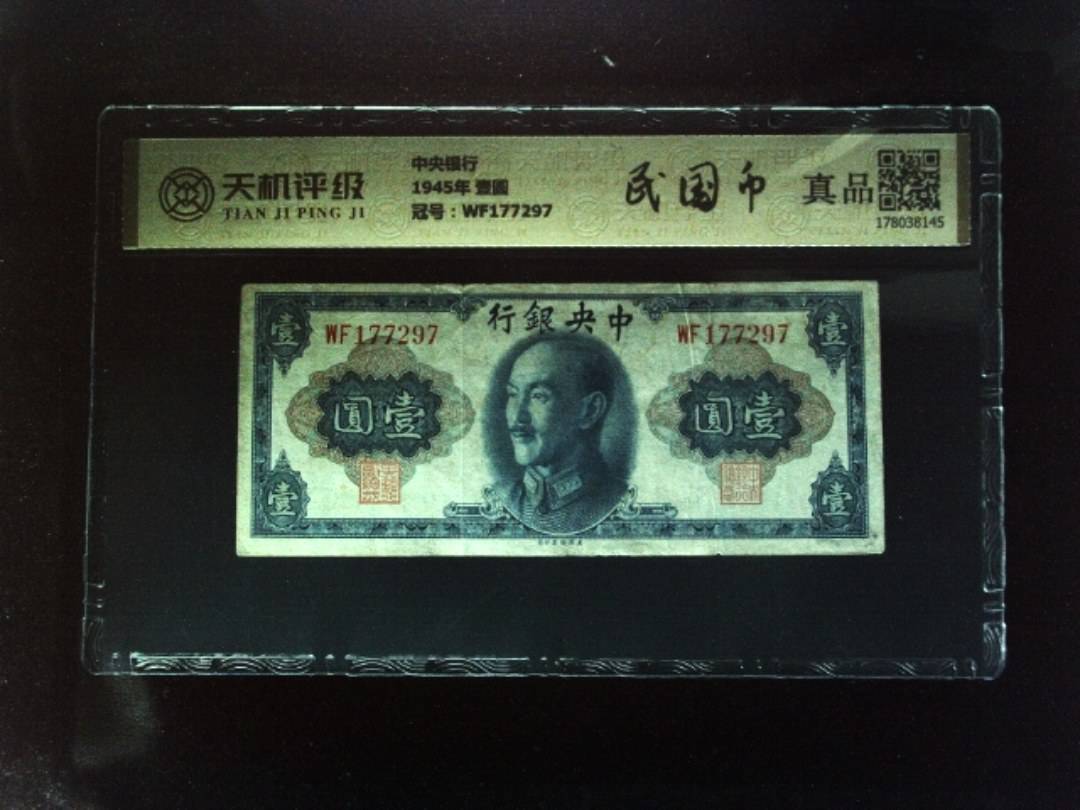 天机评级
TIAN JI PING JI
中央银行
1945年 壹圆
冠号：WF177297
民国币
真品
178038145
行銀央中
WF177297
WF177297
壹
壹
圓壹
圓壹
壹
壹